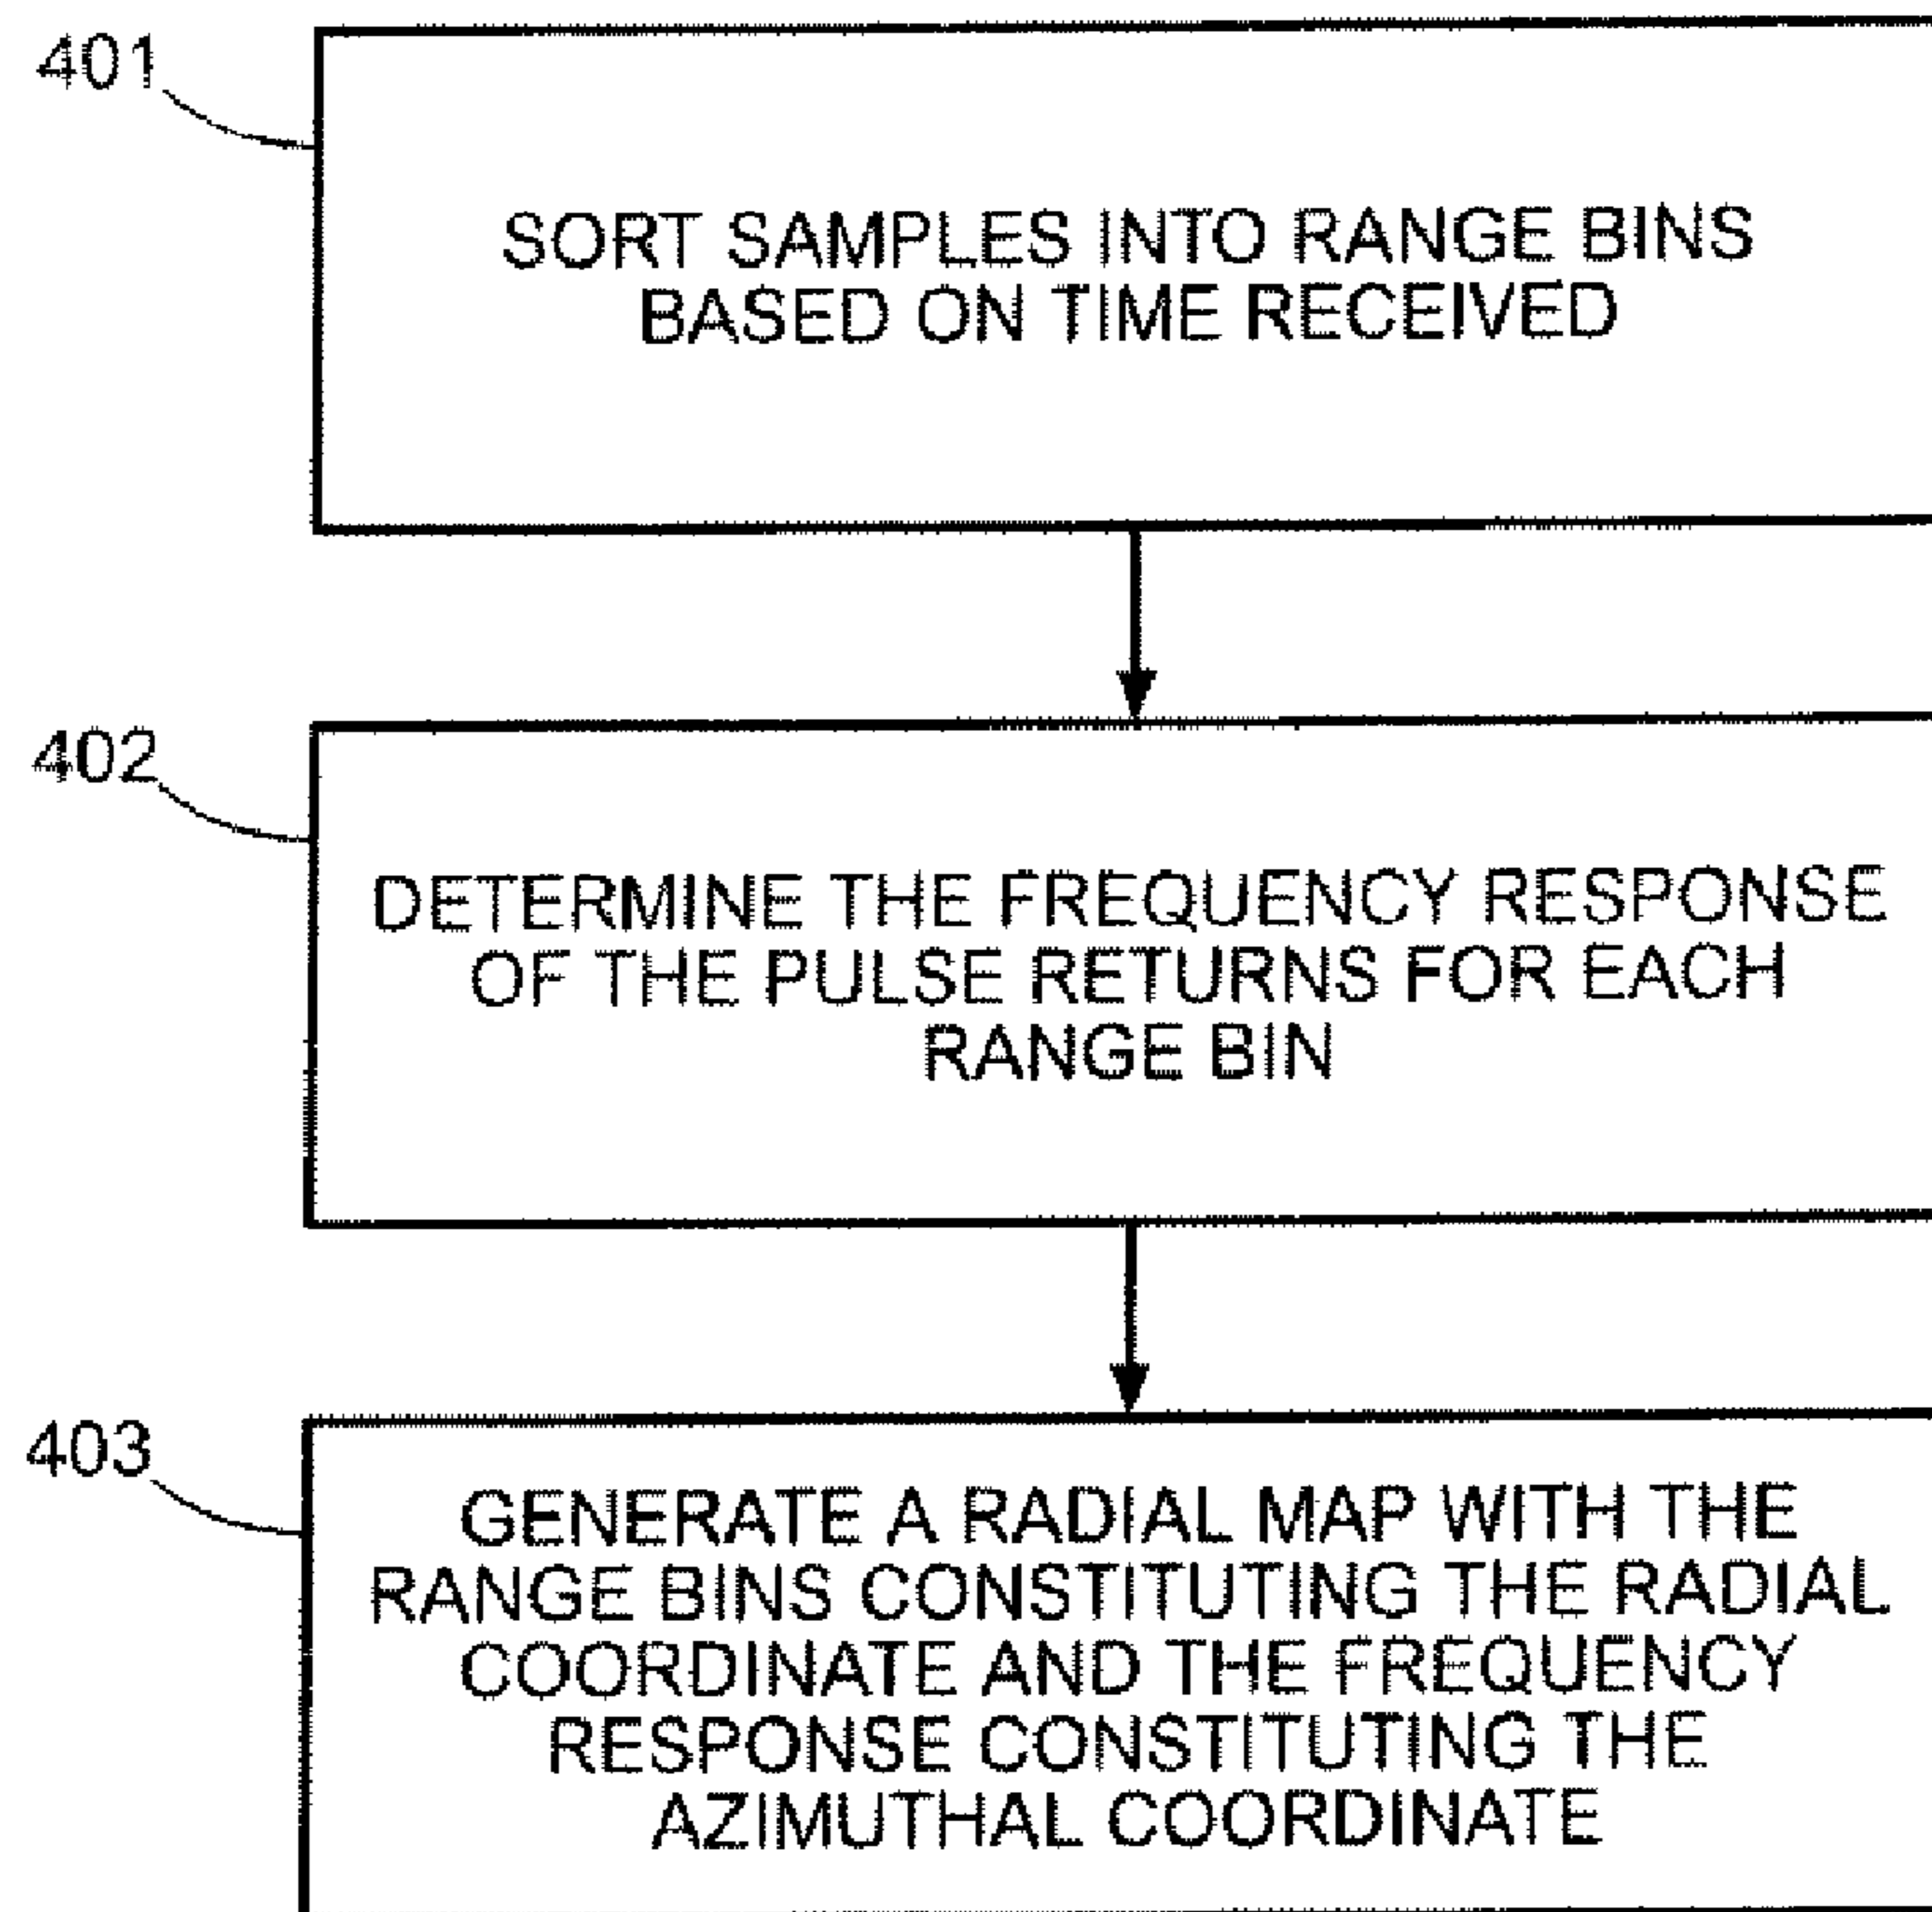 401
SORT SAMPLES INTO RANGE BINS
BASED ON TIME RECEIVED
402
DETERMINE THE FREQUENCY RESPONSE
OF THE PULSE RETURNS FOR EACH
RANGE BIN
403
GENERATE A RADIAL MAP WITH THE
RANGE BINS CONSTITUTING THE RADIAL
COORDINATE AND THE FREQUENCY
RESPONSE CONSTITUTING THE
AZIMUTHAL COORDINATE